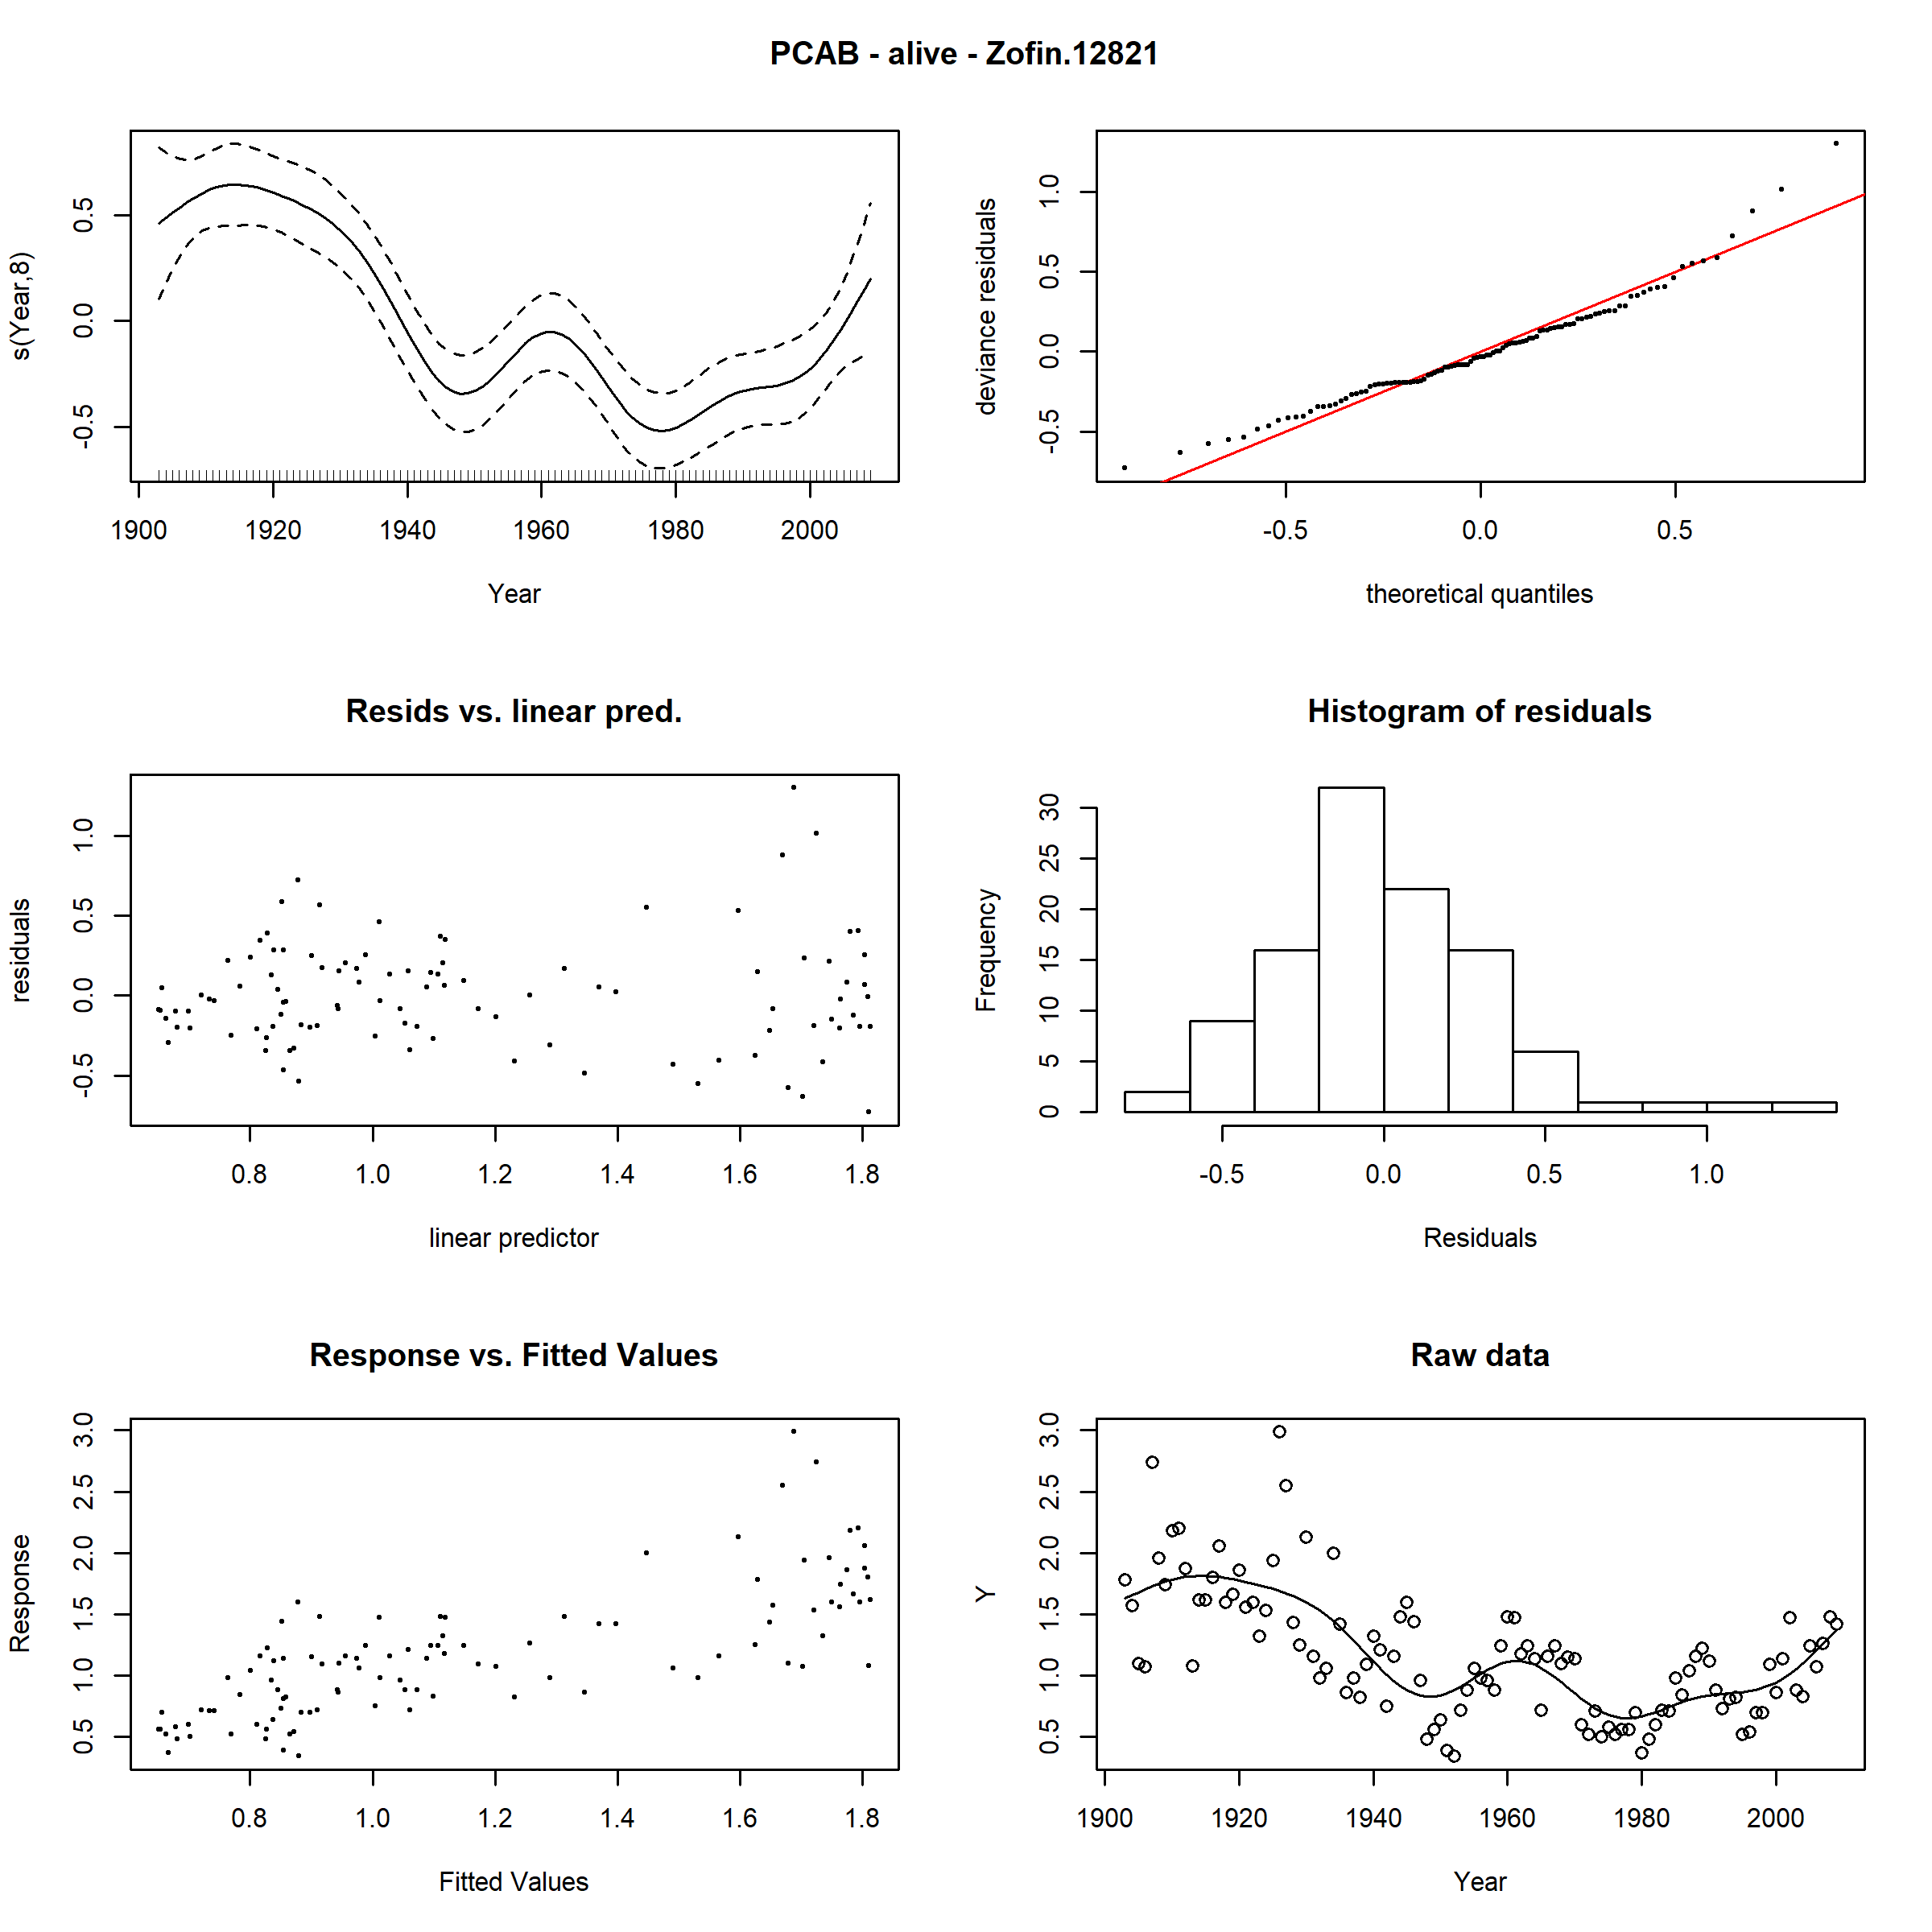 PCAB - alive - Zofin.12821
s(Year,8)
-0.5 0.0 0.5
1900 1920 1940 1960 1980 2000
Year
deviance residuals
-0.5 0.0 0.5 1.0
-0.5 0.0 0.5
theoretical quantiles
Resids vs. linear pred.
residuals
-0.5 0.0 0.5 1.0
0.8 1.0 1.2 1.4 1.6 1.8
linear predictor
Histogram of residuals
Frequency
0 5 10 15 20 25 30
-0.5 0.0 0.5 1.0
Residuals
Response vs. Fitted Values
Response
0.5 1.0 1.5 2.0 2.5 3.0
0.8 1.0 1.2 1.4 1.6 1.8
Fitted Values
Raw data
Y
0.5 1.0 1.5 2.0 2.5 3.0
1900 1920 1940 1960 1980 2000
Year